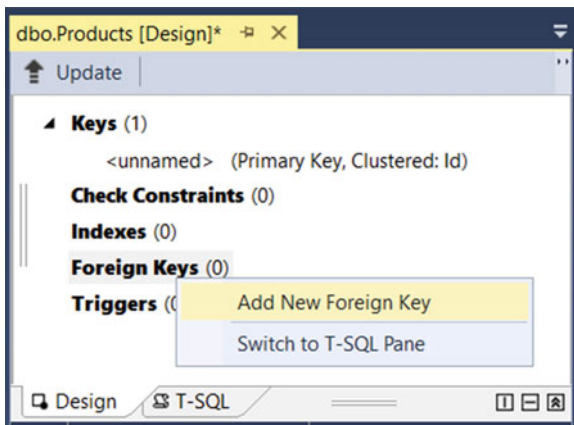 dbo.Products [Design]*
Update
Keys (1)
<unnamed> (Primary Key, Clustered: Id)
Check Constraints (0)
Indexes (0)
Foreign Keys (0)
Triggers (0
Add New Foreign Key
Switch to T-SQL Pane
Design T-SQL